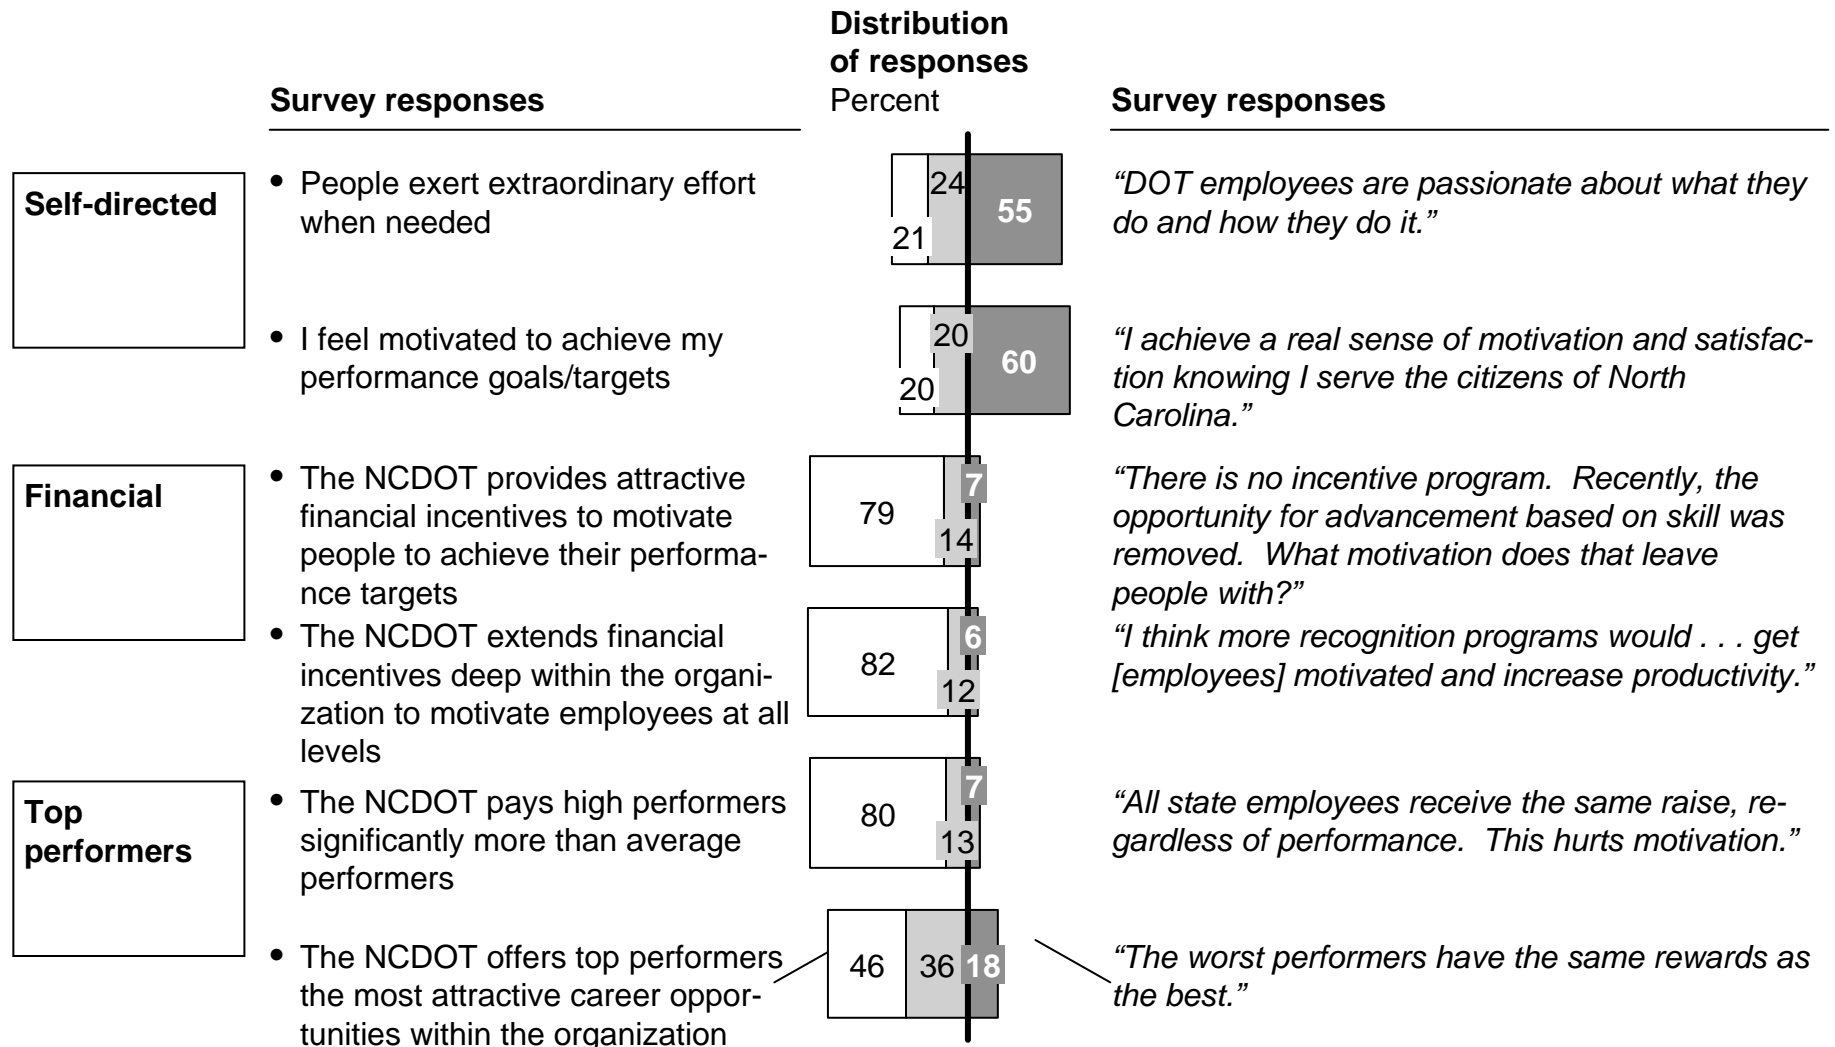 Distribution
of responses
Percent
Survey responses
Survey responses
Self-directed
• People exert extraordinary effort
when needed
24
55
21
“DOT employees are passionate about what they
do and how they do it.”
• I feel motivated to achieve my
performance goals/targets
20
60
20
“I achieve a real sense of motivation and satisfac-
tion knowing I serve the citizens of North
Carolina.”
Financial
• The NCDOT provides attractive
financial incentives to motivate
people to achieve their performa-
nce targets
79
7
14
“There is no incentive program.  Recently, the
opportunity for advancement based on skill was
removed.  What motivation does that leave
people with?”
• The NCDOT extends financial
incentives deep within the organi-
zation to motivate employees at all
levels
82
6
12
“I think more recognition programs would . . . get
[employees] motivated and increase productivity.”
Top
performers
• The NCDOT pays high performers
significantly more than average
performers
80
7
13
“All state employees receive the same raise, re-
gardless of performance.  This hurts motivation.”
• The NCDOT offers top performers
the most attractive career oppor-
tunities within the organization
46
36
18
“The worst performers have the same rewards as
the best.”